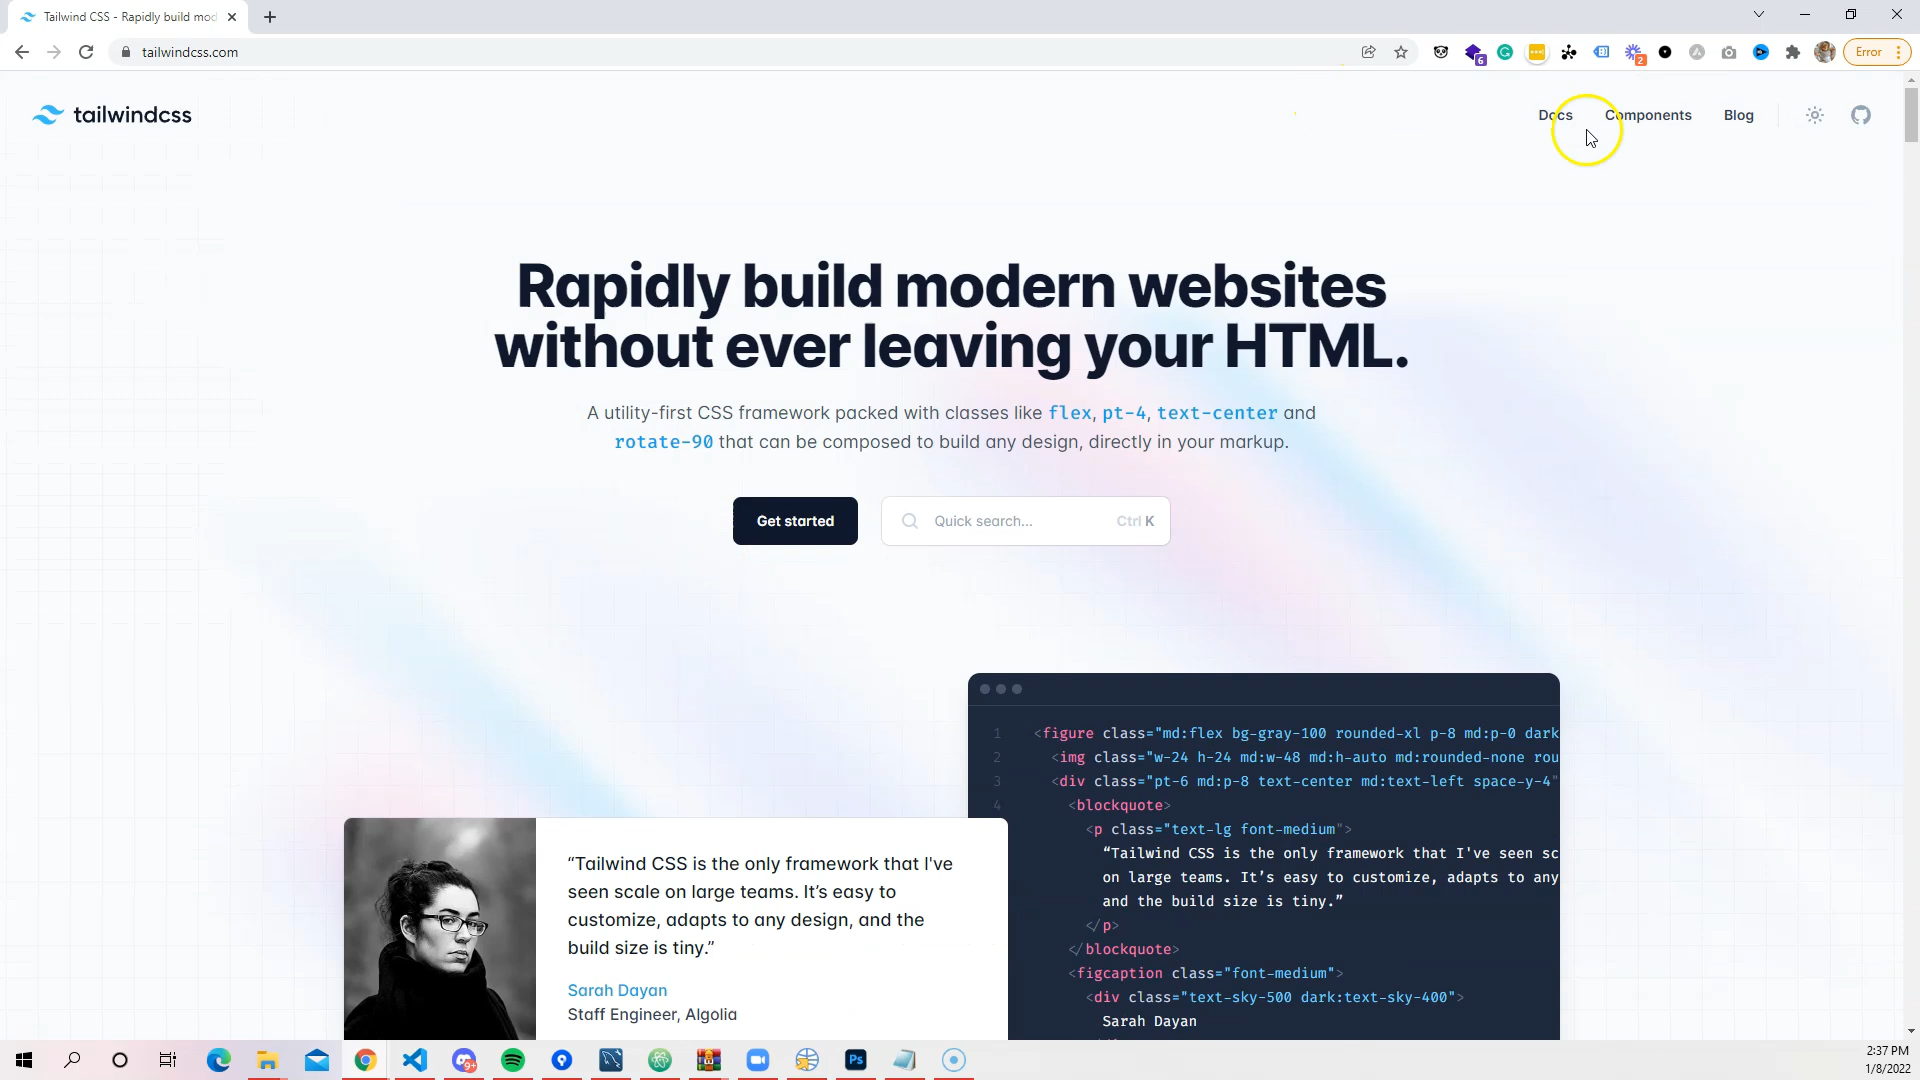 Tailwind CSS - Rapidly build mod
tailwindcss.com
6
2
Error
tailwindcss
Docs
Components
Blog
Rapidly build modern websites
without ever leaving your HTML.
A utility-first CSS framework packed with classes like flex, pt-4, text-center and
rotate-90 that can be composed to build any design, directly in your markup.
Get started
Quick search...
Ctrl K
1 <figure class="md:flex bg-gray-100 rounded-xl p-8 md:p-0 dark
2 <img class="w-24 h-24 md:w-48 md:h-auto md:rounded-none rou
3 <div class="pt-6 md:p-8 text-center md:text-left space-y-4"
4 <blockquote>
<p class="text-lg font-medium">
“Tailwind CSS is the only framework that I've seen sc
on large teams. It’s easy to customize, adapts to any
and the build size is tiny.”
</p>
</blockquote>
<figcaption class="font-medium">
<div class="text-sky-500 dark:text-sky-400">
Sarah Dayan
“Tailwind CSS is the only framework that I've
seen scale on large teams. It’s easy to
customize, adapts to any design, and the
build size is tiny.”
Sarah Dayan
Staff Engineer, Algolia
9+
Ps
2:37 PM
1/8/2022